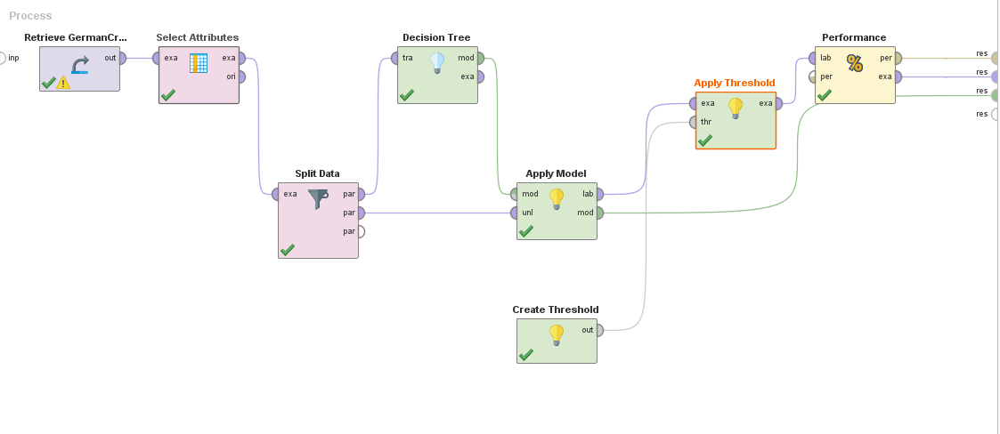 Process
inp
Retrieve GermanCr...
out
Select Attributes
exa exa
ori
Decision Tree
tra mod
exa
Performance
lab per
per exa
res
res
res
res
Apply Threshold
exa exa
thr
Split Data
exa par
par
par
Apply Model
mod lab
unl mod
Create Threshold
out